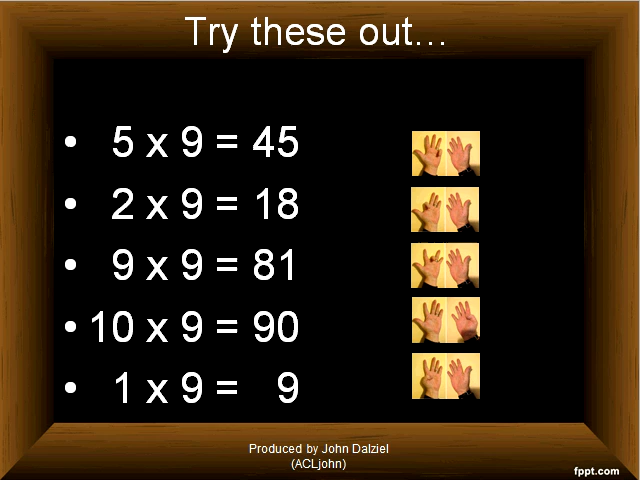 Try these out...
• 5 x 9 = 45
• 2 x 9 = 18
• 9 x 9 = 81
• 10 x 9 = 90
• 1 x 9 = 9
Produced by John Dalziel
(ACLjohn)
fppt.com